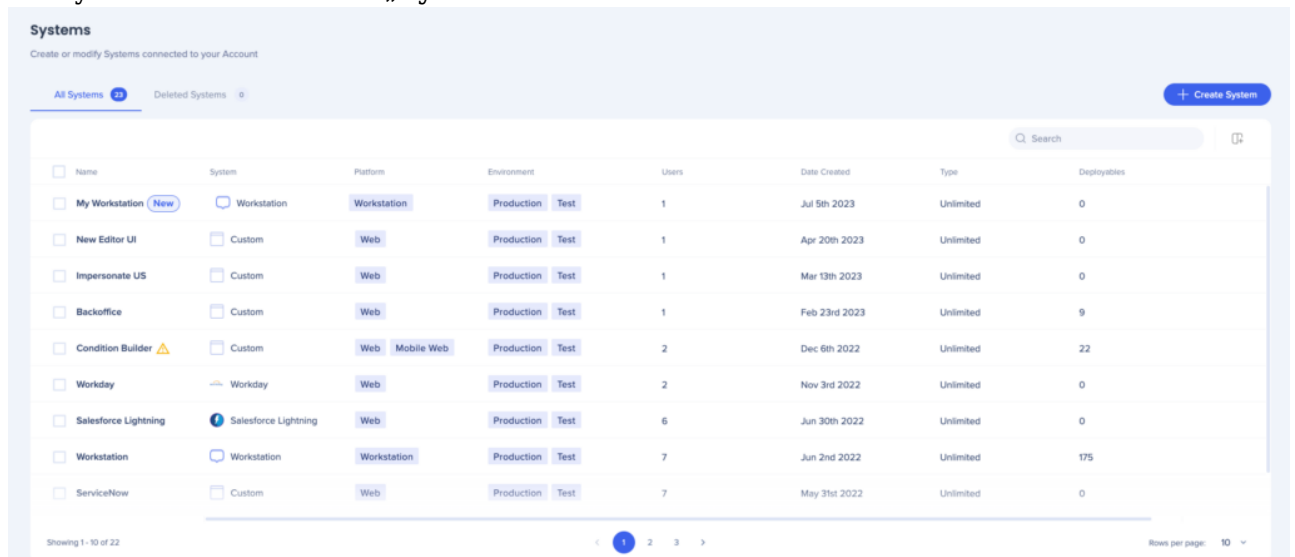 Systems
Create or modify Systems connected to your Account
All Systems 23 Deleted Systems 0 + Create System
Search
Name System Platform Environment Users Date Created Type Deployables
My Workstation New Workstation Workstation Production Test 1 Jul 5th 2023 Unlimited 0
New Editor UI Custom Web Production Test 1 Apr 20th 2023 Unlimited 0
Impersonate US Custom Web Production Test 1 Mar 13th 2023 Unlimited 0
Backoffice Custom Web Production Test 1 Feb 23rd 2023 Unlimited 9
Condition Builder Custom Web Mobile Web Production Test 2 Dec 6th 2022 Unlimited 22
Workday Workday Web Production Test 2 Nov 3rd 2022 Unlimited 0
Salesforce Lightning Salesforce Lightning Web Production Test 6 Jun 30th 2022 Unlimited 0
Workstation Workstation Workstation Production Test 7 Jun 2nd 2022 Unlimited 175
ServiceNow Custom Web Production Test 7 May 31st 2022 Unlimited 0
Showing 1 - 10 of 22 < 1 2 3 > Rows per page: 10